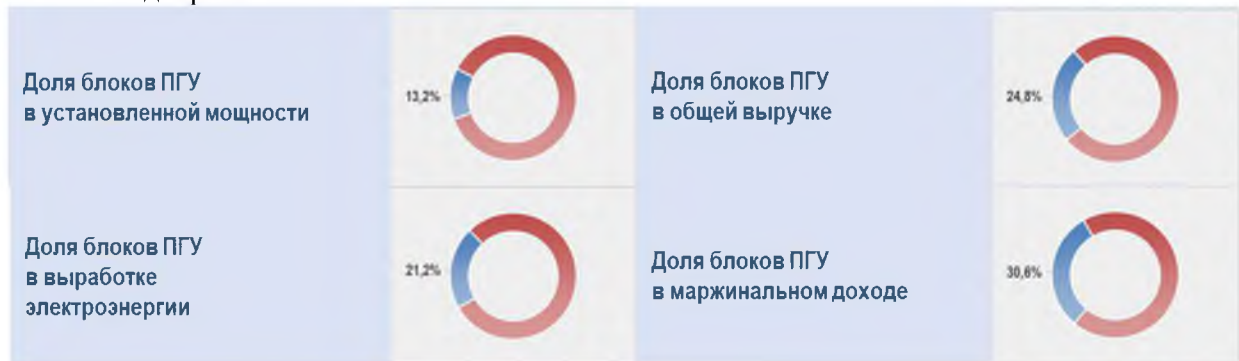 Доля блоков ПГУ
в установленной мощности
13,2%
Доля блоков ПГУ
в общей выручке
24,8%
Доля блоков ПГУ
в выработке
электроэнергии
21,2%
Доля блоков ПГУ
в маржинальном доходе
30,6%